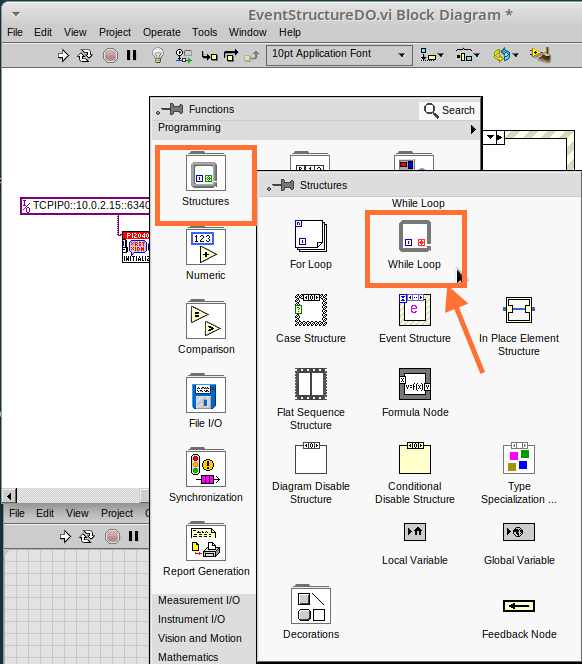 EventStructureDO.vi Block Diagram *
File Edit View Project Operate Tools Window Help
10pt Application Font
Functions
Search
Programming
Structures
Structures
While Loop
TCPIP0::10.0.2.15::6340
INITIALIZ
123
Numeric
For Loop
While Loop
Comparison
Case Structure
Event Structure
In Place Element
Structure
File I/O
Flat Sequence
Structure
Formula Node
Synchronization
Diagram Disable
Structure
Conditional
Disable Structure
Type
Specialization ...
File Edit View Project
Report Generation
Local Variable
Global Variable
Measurement I/O
Instrument I/O
Vision and Motion
Mathematics
Decorations
Feedback Node